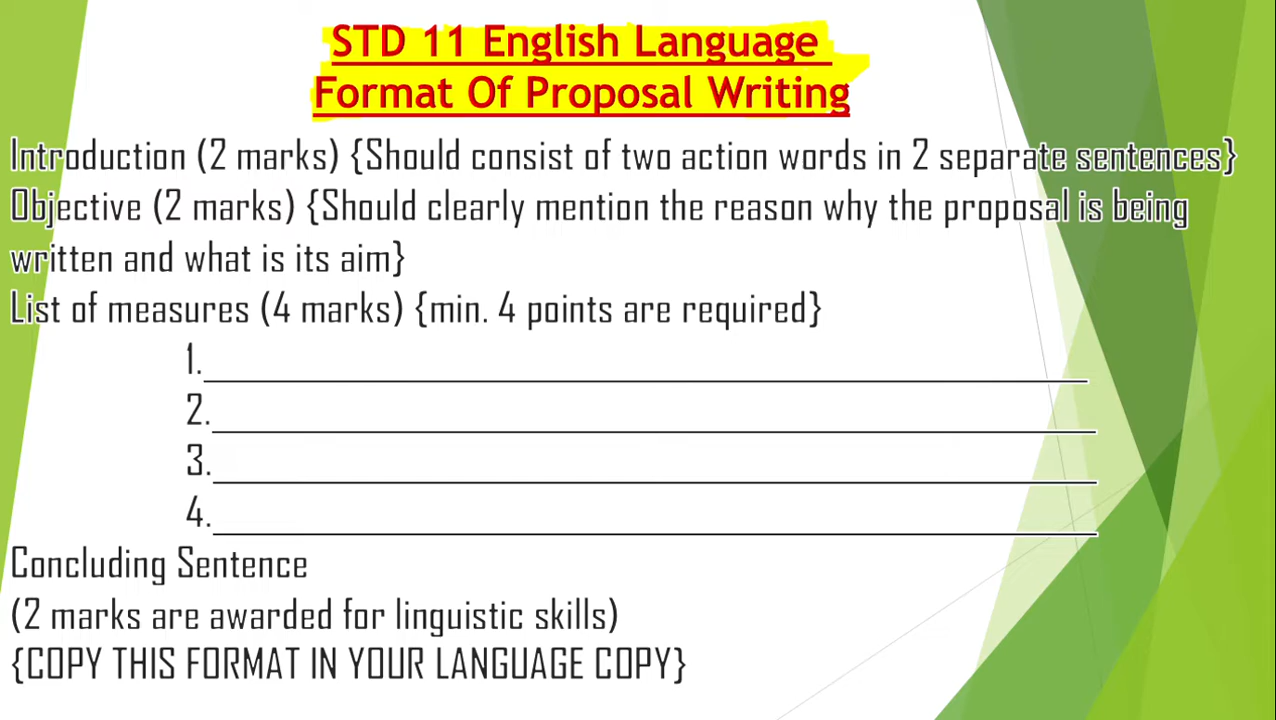 STD 11 English Language
Format Of Proposal Writing
Introduction (2 marks) {Should consist of two action words in 2 separate sentences}
Objective (2 marks) {Should clearly mention the reason why the proposal is being
written and what is its aim}
List of measures (4 marks) {min. 4 points are required}
1.
2.
3.
4.
Concluding Sentence
(2 marks are awarded for linguistic skills)
{COPY THIS FORMAT IN YOUR LANGUAGE COPY}